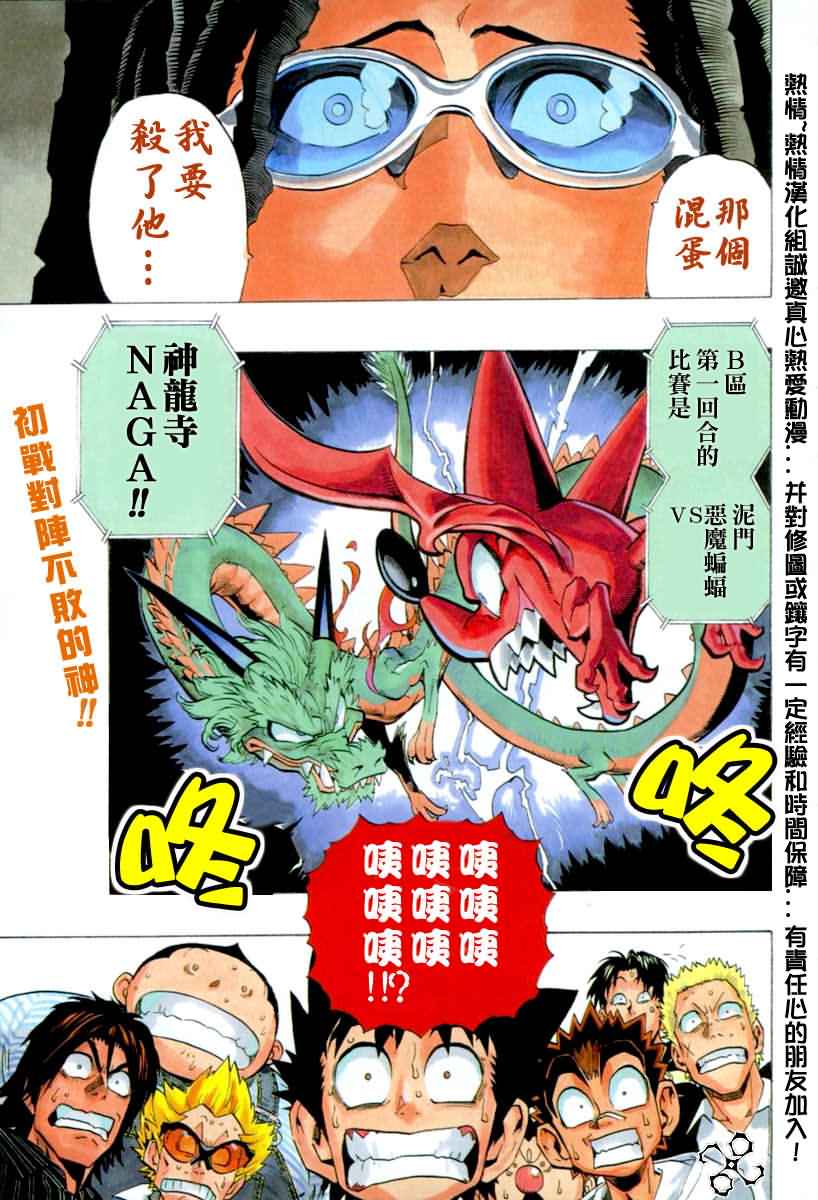 那個
混蛋
我要
殺了他…
B區
第一回合的
比賽是
泥門
惡魔蝙蝠
VS
神龍寺
NAGA!!
初戰對陣不敗的神!!
咚
咚
咦咦咦
咦咦咦
咦咦咦
!!?
熱情、熱情漢化組誠邀真心熱愛動漫...并對修圖或鑲字有一定經驗和時間保障...有責任心的朋友加入！